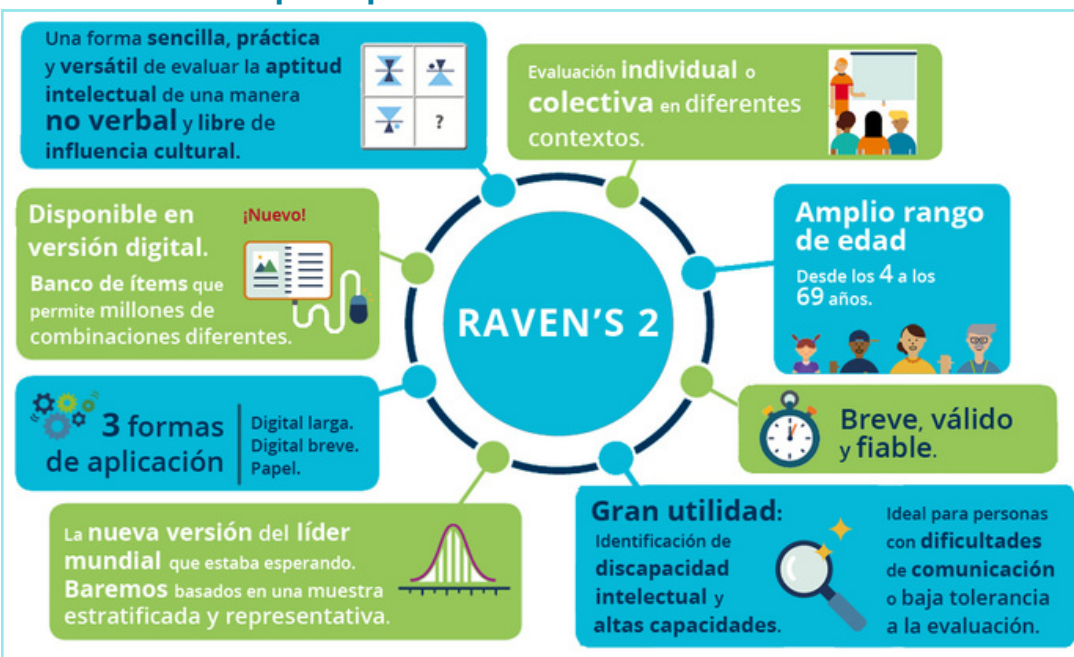 Una forma sencilla, práctica
y versátil de evaluar la aptitud
intelectual de una manera
no verbal y libre de
influencia cultural.
?
Evaluación individual o
colectiva en diferentes
contextos.
Disponible en
versión digital.
¡Nuevo!
Banco de ítems que
permite millones de
combinaciones diferentes.
Amplio rango
de edad
Desde los 4 a los
69 años.
RAVEN'S 2
3 formas
de aplicación
Digital larga.
Digital breve.
Papel.
Breve, válido
y fiable.
La nueva versión del líder
mundial que estaba esperando.
Baremos basados en una muestra
estratificada y representativa.
Gran utilidad:
Identificación de
discapacidad
intelectual y
altas capacidades.
Ideal para personas
con dificultades
de comunicación
o baja tolerancia
a la evaluación.